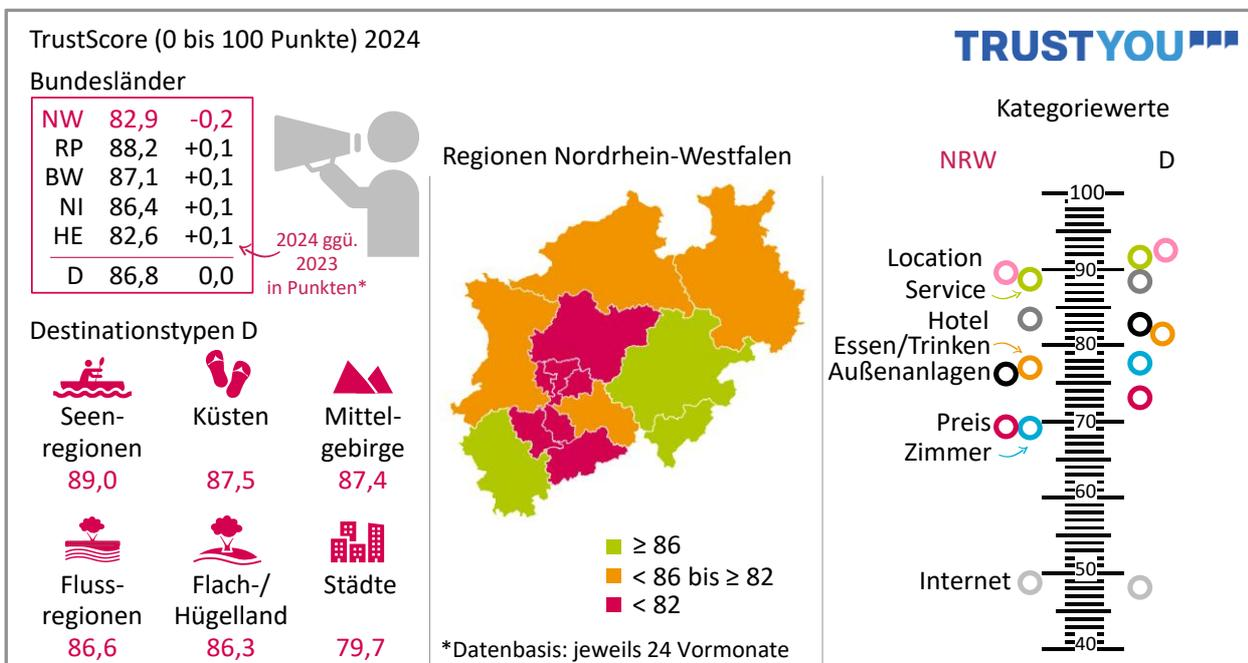 TrustScore (0 bis 100 Punkte) 2024
TRUSTYOU
Bundesländer
NW 82,9 -0,2
RP 88,2 +0,1
BW 87,1 +0,1
NI 86,4 +0,1
HE 82,6 +0,1
D 86,8 0,0
2024 ggü.
2023
in Punkten*
Destinationstypen D
Seen-
regionen
89,0
Küsten
87,5
Mittel-
gebirge
87,4
Fluss-
regionen
86,6
Flach-/
Hügelland
86,3
Städte
79,7
Regionen Nordrhein-Westfalen
≥ 86
< 86 bis ≥ 82
< 82
*Datenbasis: jeweils 24 Vormonate
Kategoriewerte
NRW D
100
Location
90
Service
Hotel
Essen/Trinken
80
Außenanlagen
Preis
70
Zimmer
60
50
Internet
40